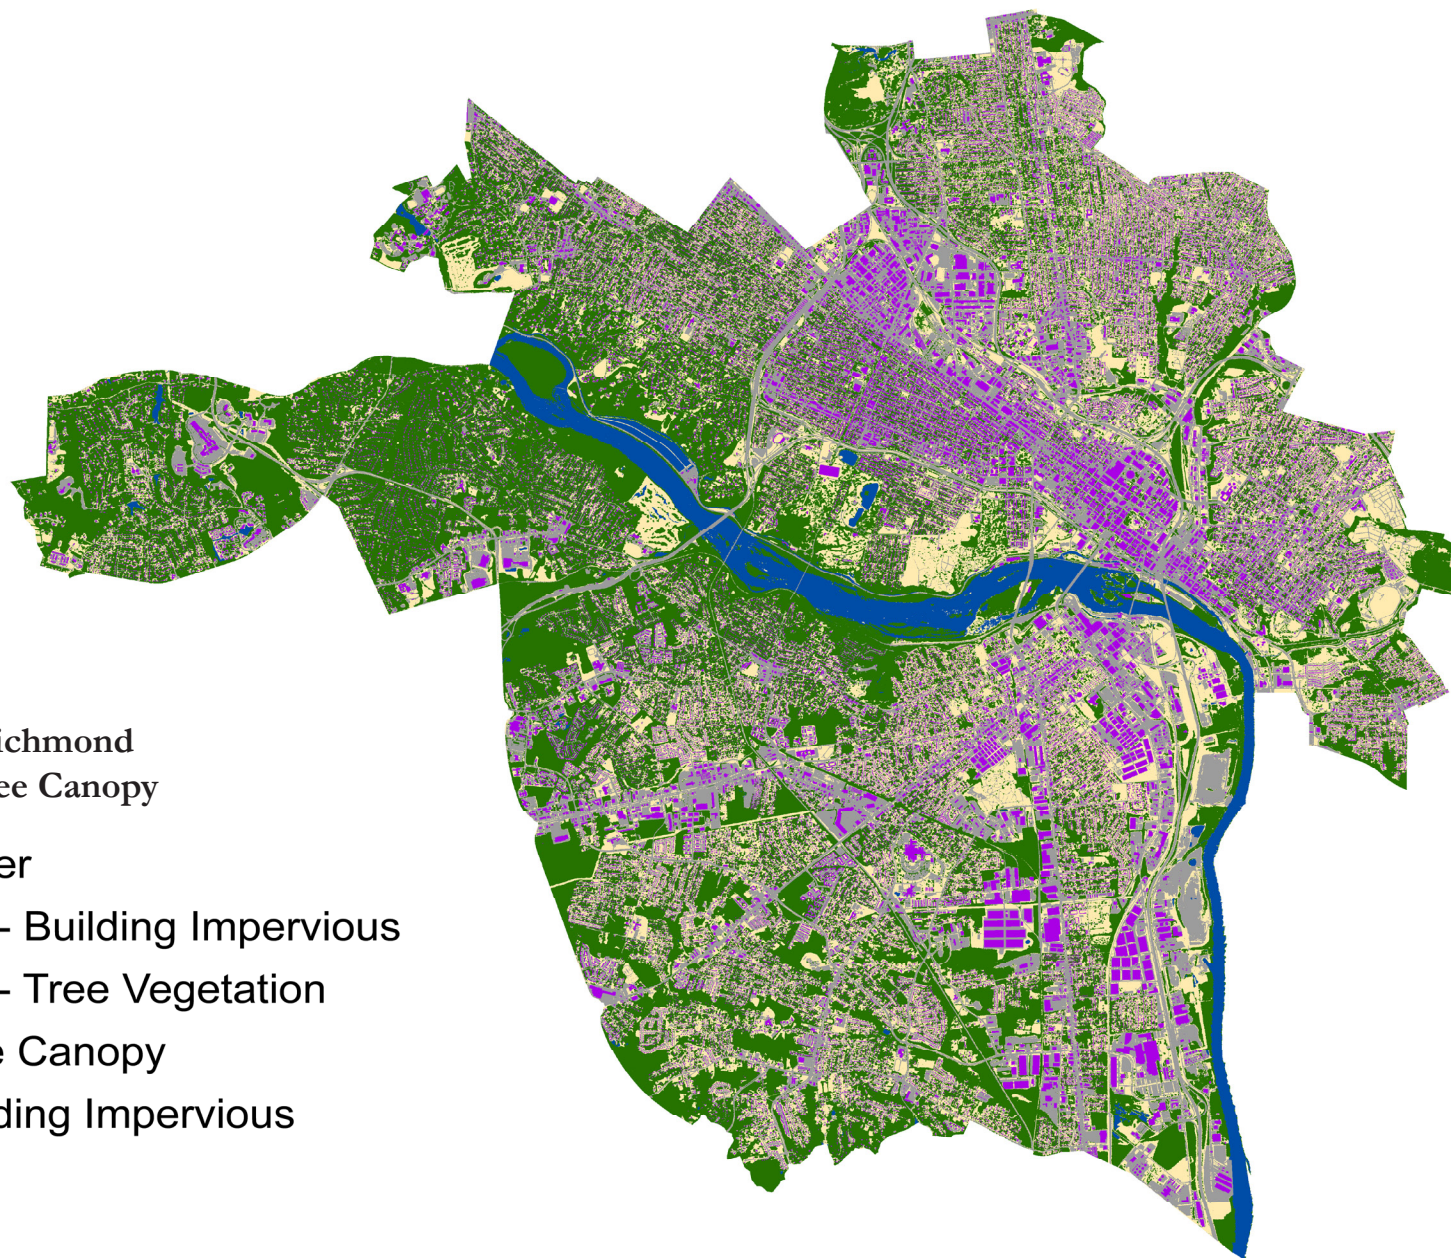 ichmond
ee Canopy
er
- Building Impervious
- Tree Vegetation
e Canopy
ding Impervious